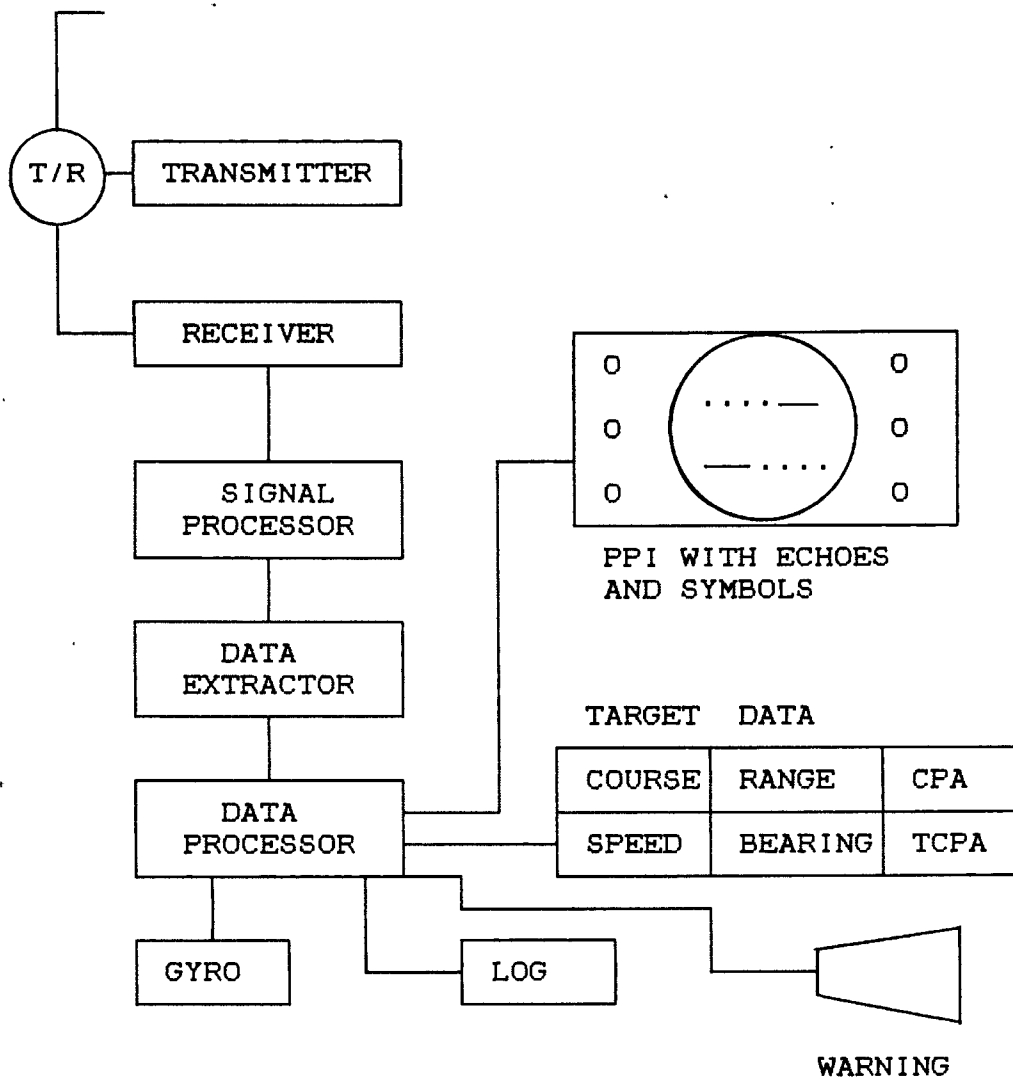 T/R
TRANSMITTER
RECEIVER
SIGNAL
PROCESSOR
PPI WITH ECHOES
AND SYMBOLS
DATA
EXTRACTOR
TARGET DATA
COURSE RANGE CPA
SPEED BEARING TCPA
DATA
PROCESSOR
GYRO
LOG
WARNING